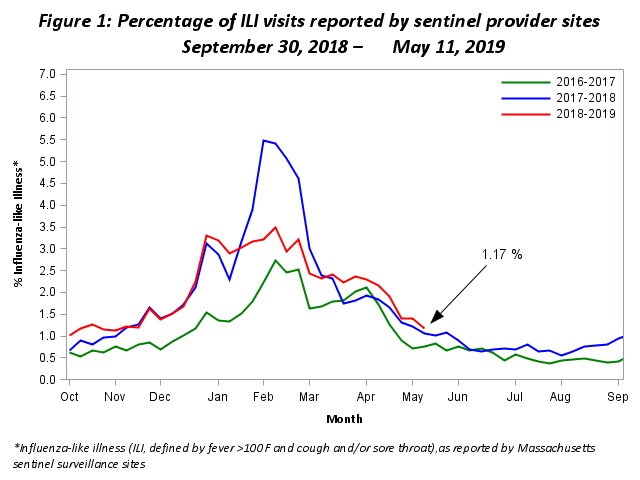 Figure 1: Percentage of ILI visits reported by sentinel provider sites
September 30, 2018 – May 11, 2019
7.0
6.5
6.0
5.5
5.0
4.5
4.0
3.5
3.0
2.5
2.0
1.5
1.0
0.5
0.0
% Influenza-like Illness*
2016-2017
2017-2018
2018-2019
1.17 %
Oct Nov Dec Jan Feb Mar Apr May Jun Jul Aug Sep
Month
*Influenza-like illness (ILI, defined by fever >100F and cough and/or sore throat),as reported by Massachusetts
sentinel surveillance sites